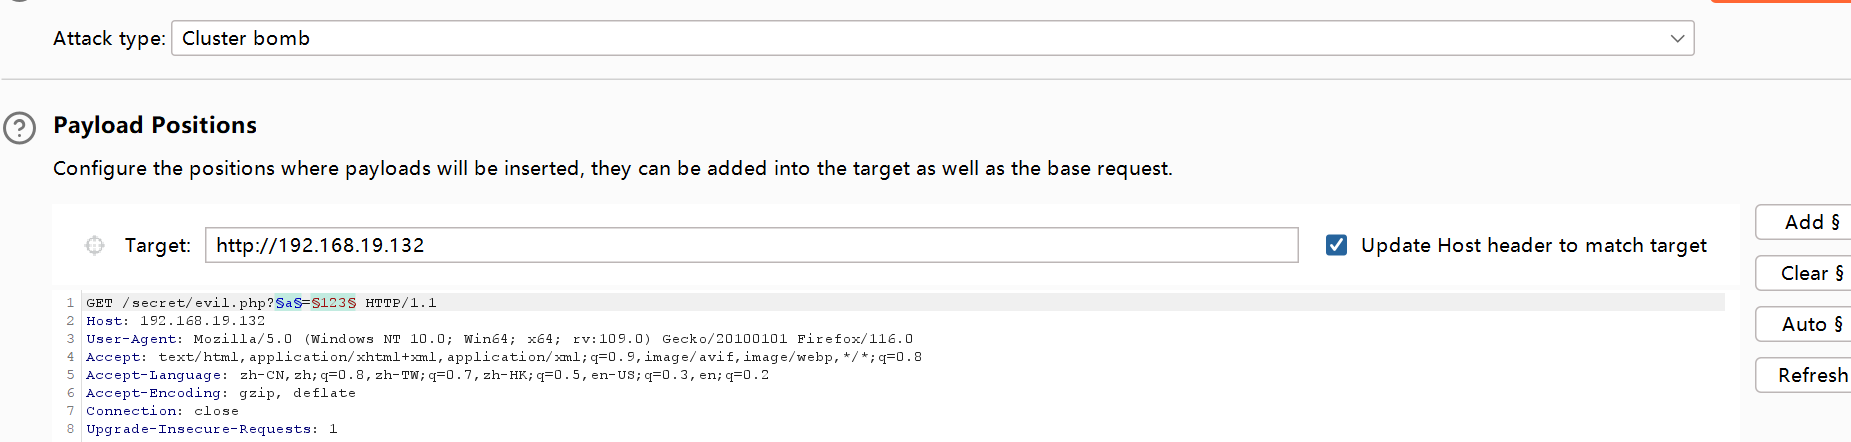 Attack type: Cluster bomb
Payload Positions
Configure the positions where payloads will be inserted, they can be added into the target as well as the base request.
Target: http://192.168.19.132 Update Host header to match target
Add §
Clear §
Auto §
Refresh
1 GET /secret/evil.php?§a§=§123§ HTTP/1.1
2 Host: 192.168.19.132
3 User-Agent: Mozilla/5.0 (Windows NT 10.0; Win64; x64; rv:109.0) Gecko/20100101 Firefox/116.0
4 Accept: text/html,application/xhtml+xml,application/xml;q=0.9,image/avif,image/webp,*/*;q=0.8
5 Accept-Language: zh-CN,zh;q=0.8,zh-TW;q=0.7,zh-HK;q=0.5,en-US;q=0.3,en;q=0.2
6 Accept-Encoding: gzip, deflate
7 Connection: close
8 Upgrade-Insecure-Requests: 1